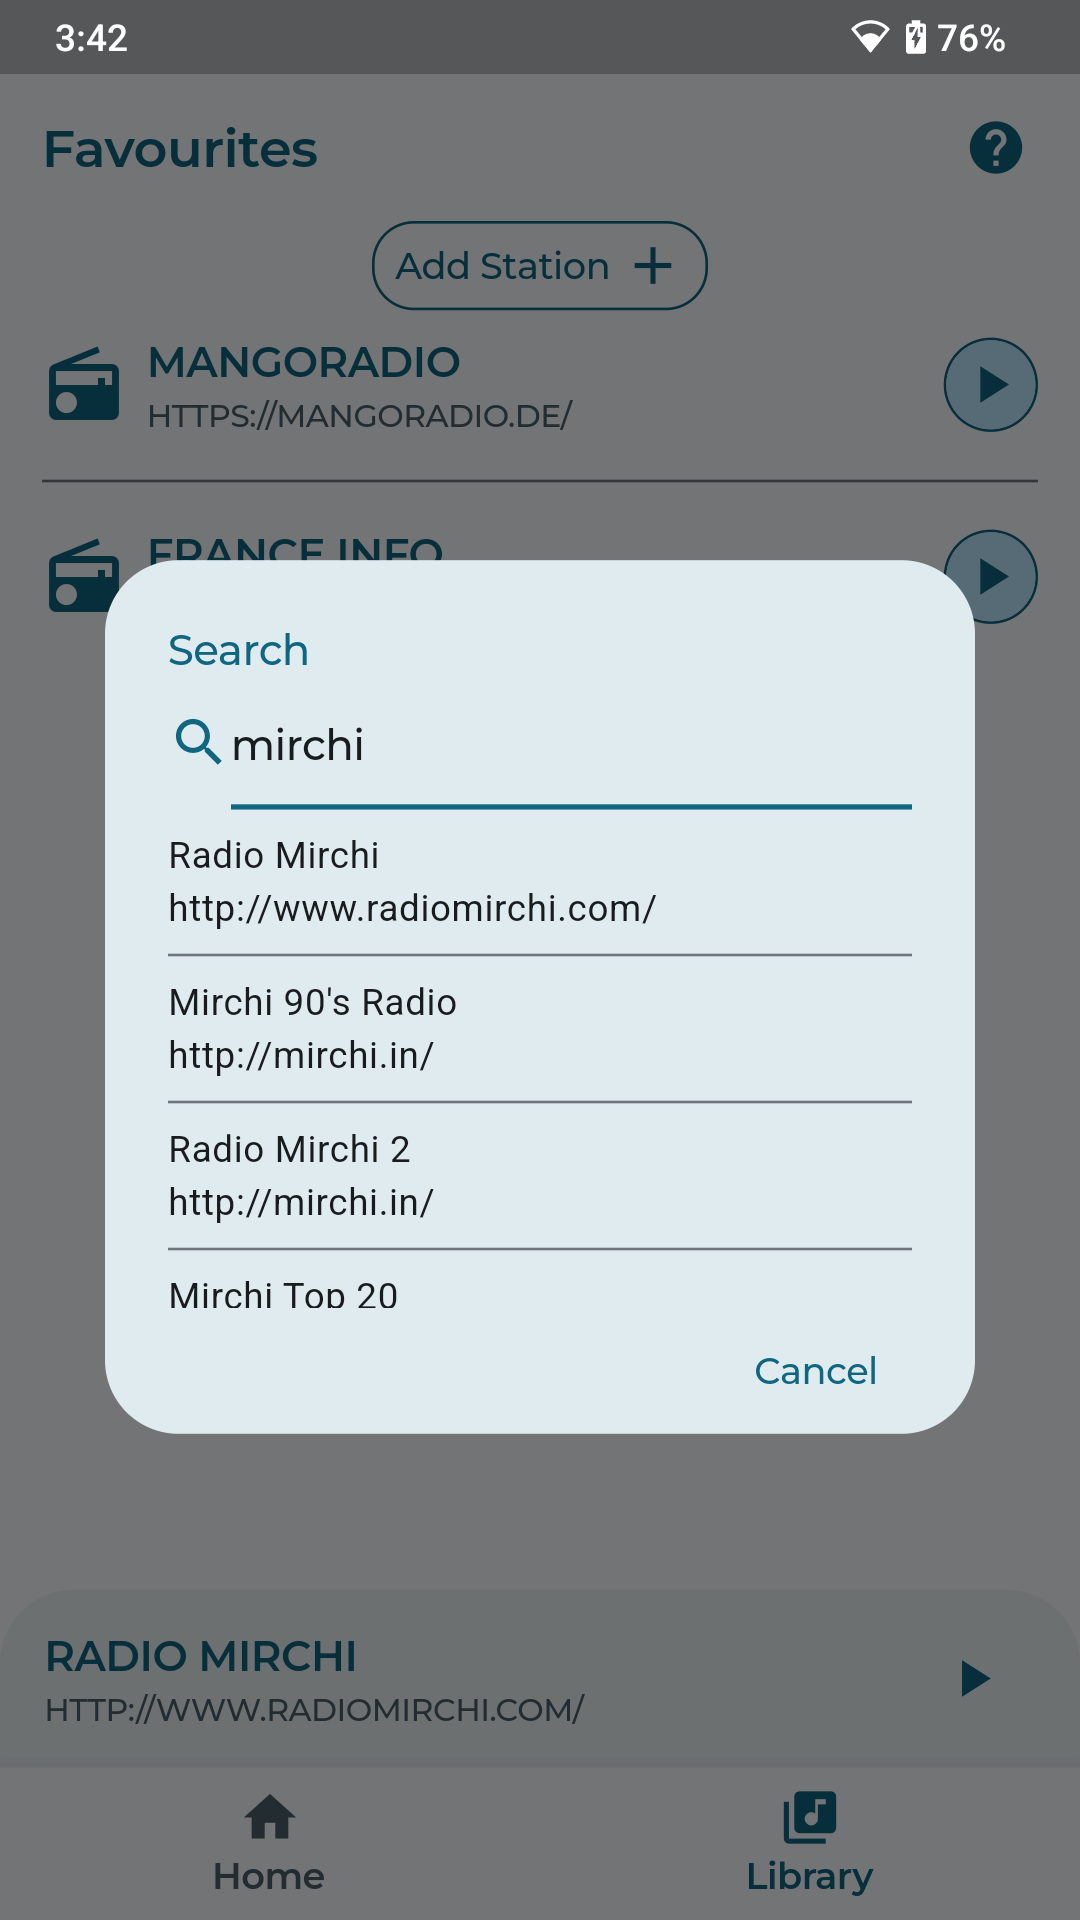 3:42
76%
Favourites
Add Station
MANGORADIO
HTTPS://MANGORADIO.DE/
FRANCE INFO
Search
mirchi
Radio Mirchi
http://www.radiomirchi.com/
Mirchi 90's Radio
http://mirchi.in/
Radio Mirchi 2
http://mirchi.in/
Mirchi Top 20
Cancel
RADIO MIRCHI
HTTP://WWW.RADIOMIRCHI.COM/
Home
Library